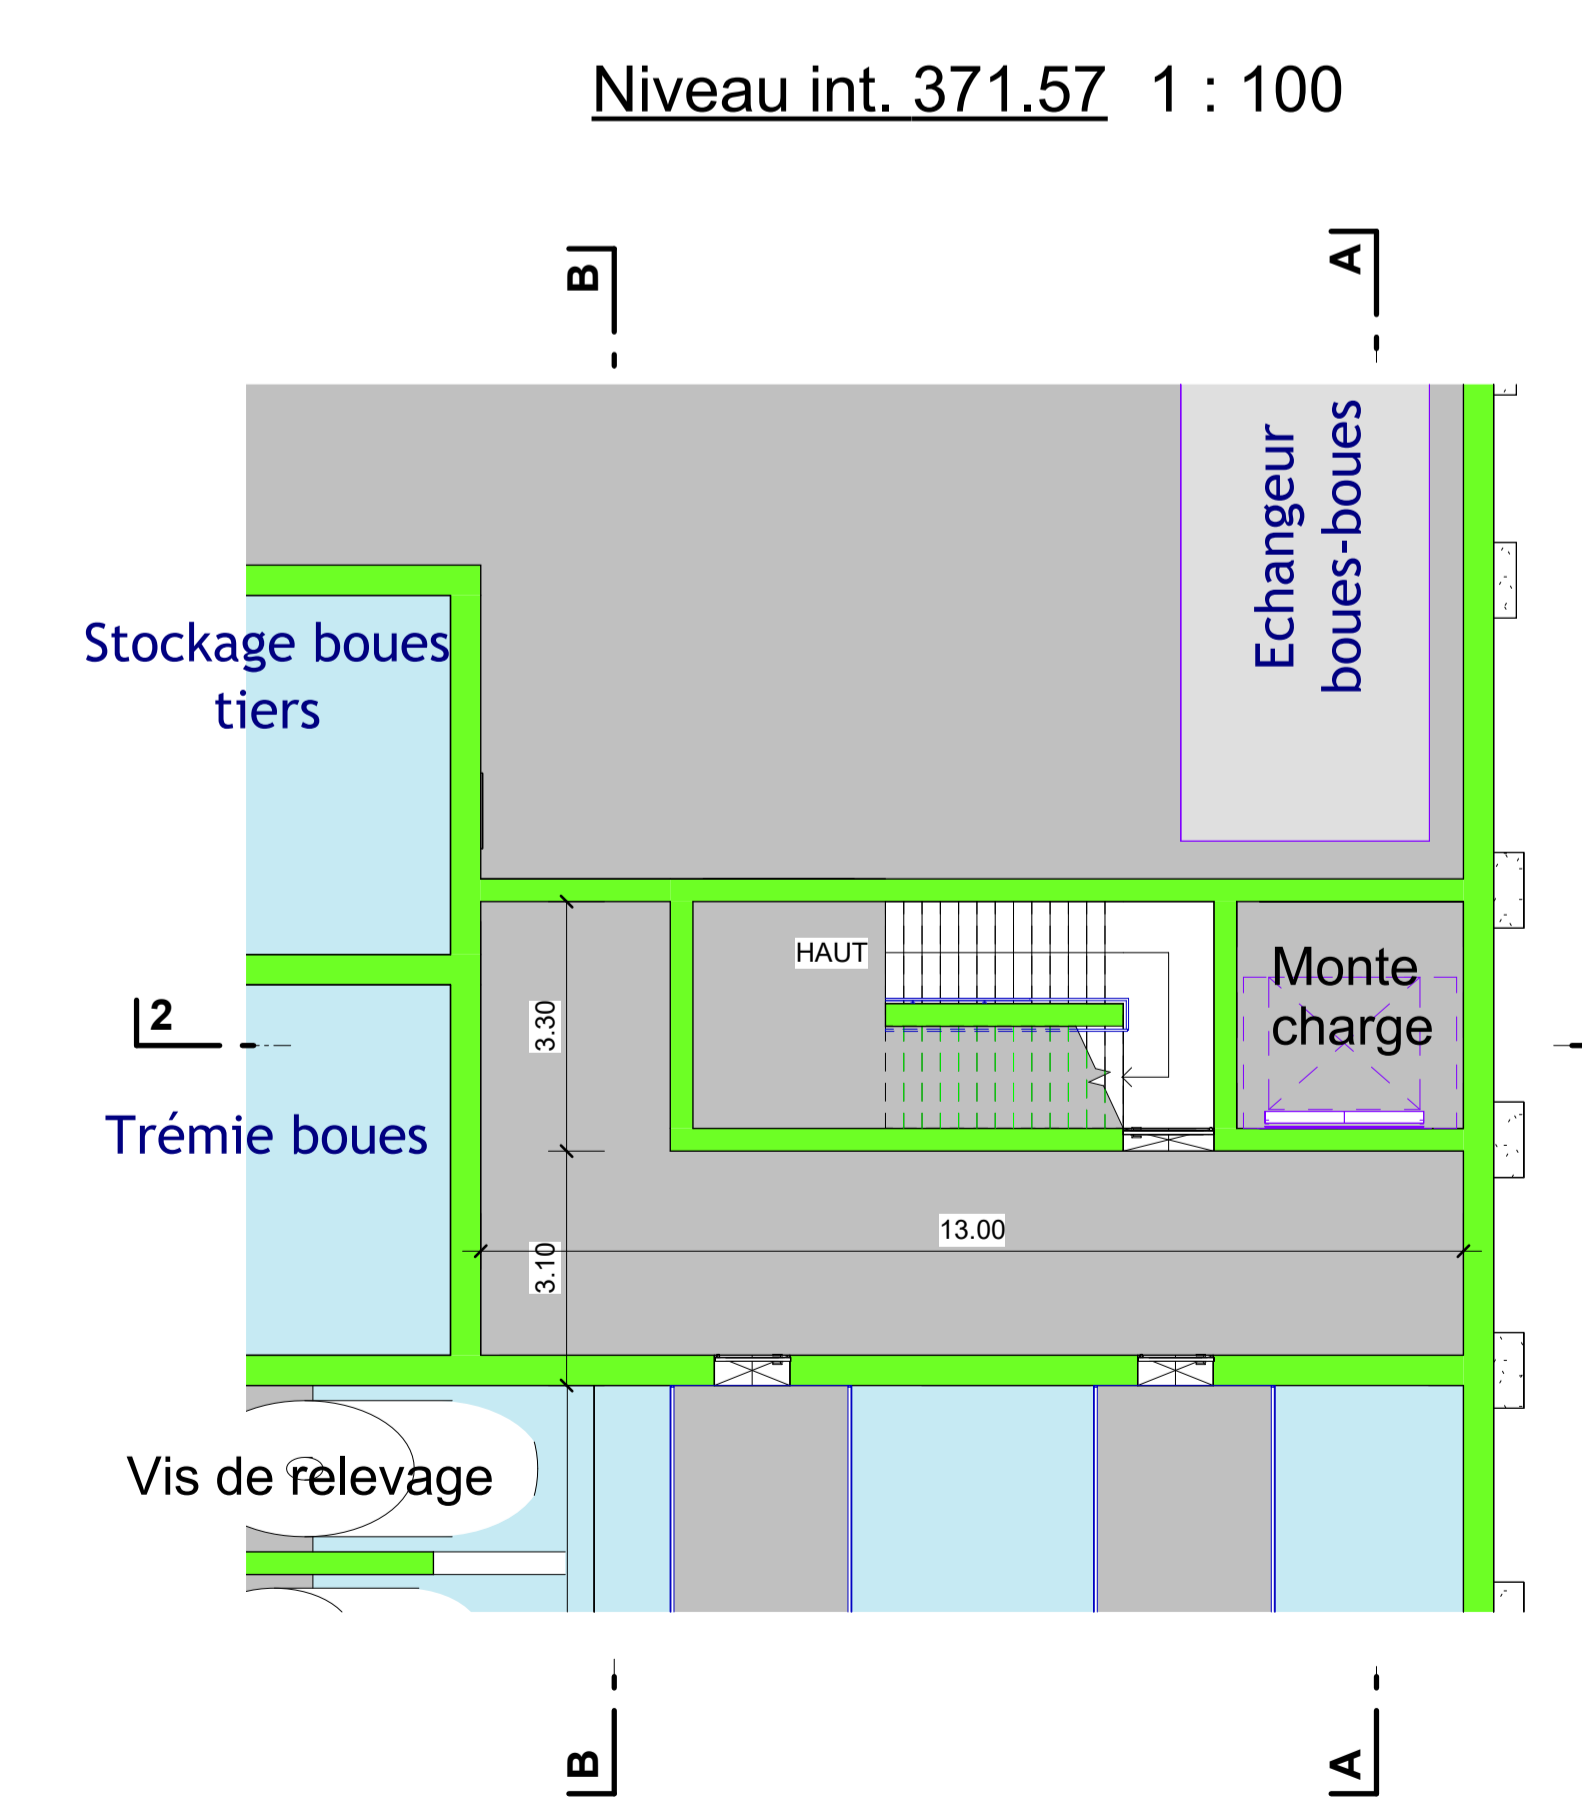 Niveau int. 371.57 1 : 100
B
A
Echangeur
boues-boues
Stockage boues
tiers
HAUT
Monte
charge
2
3.30
Trémie boues
13.00
3.10
Vis de relevage
B
A